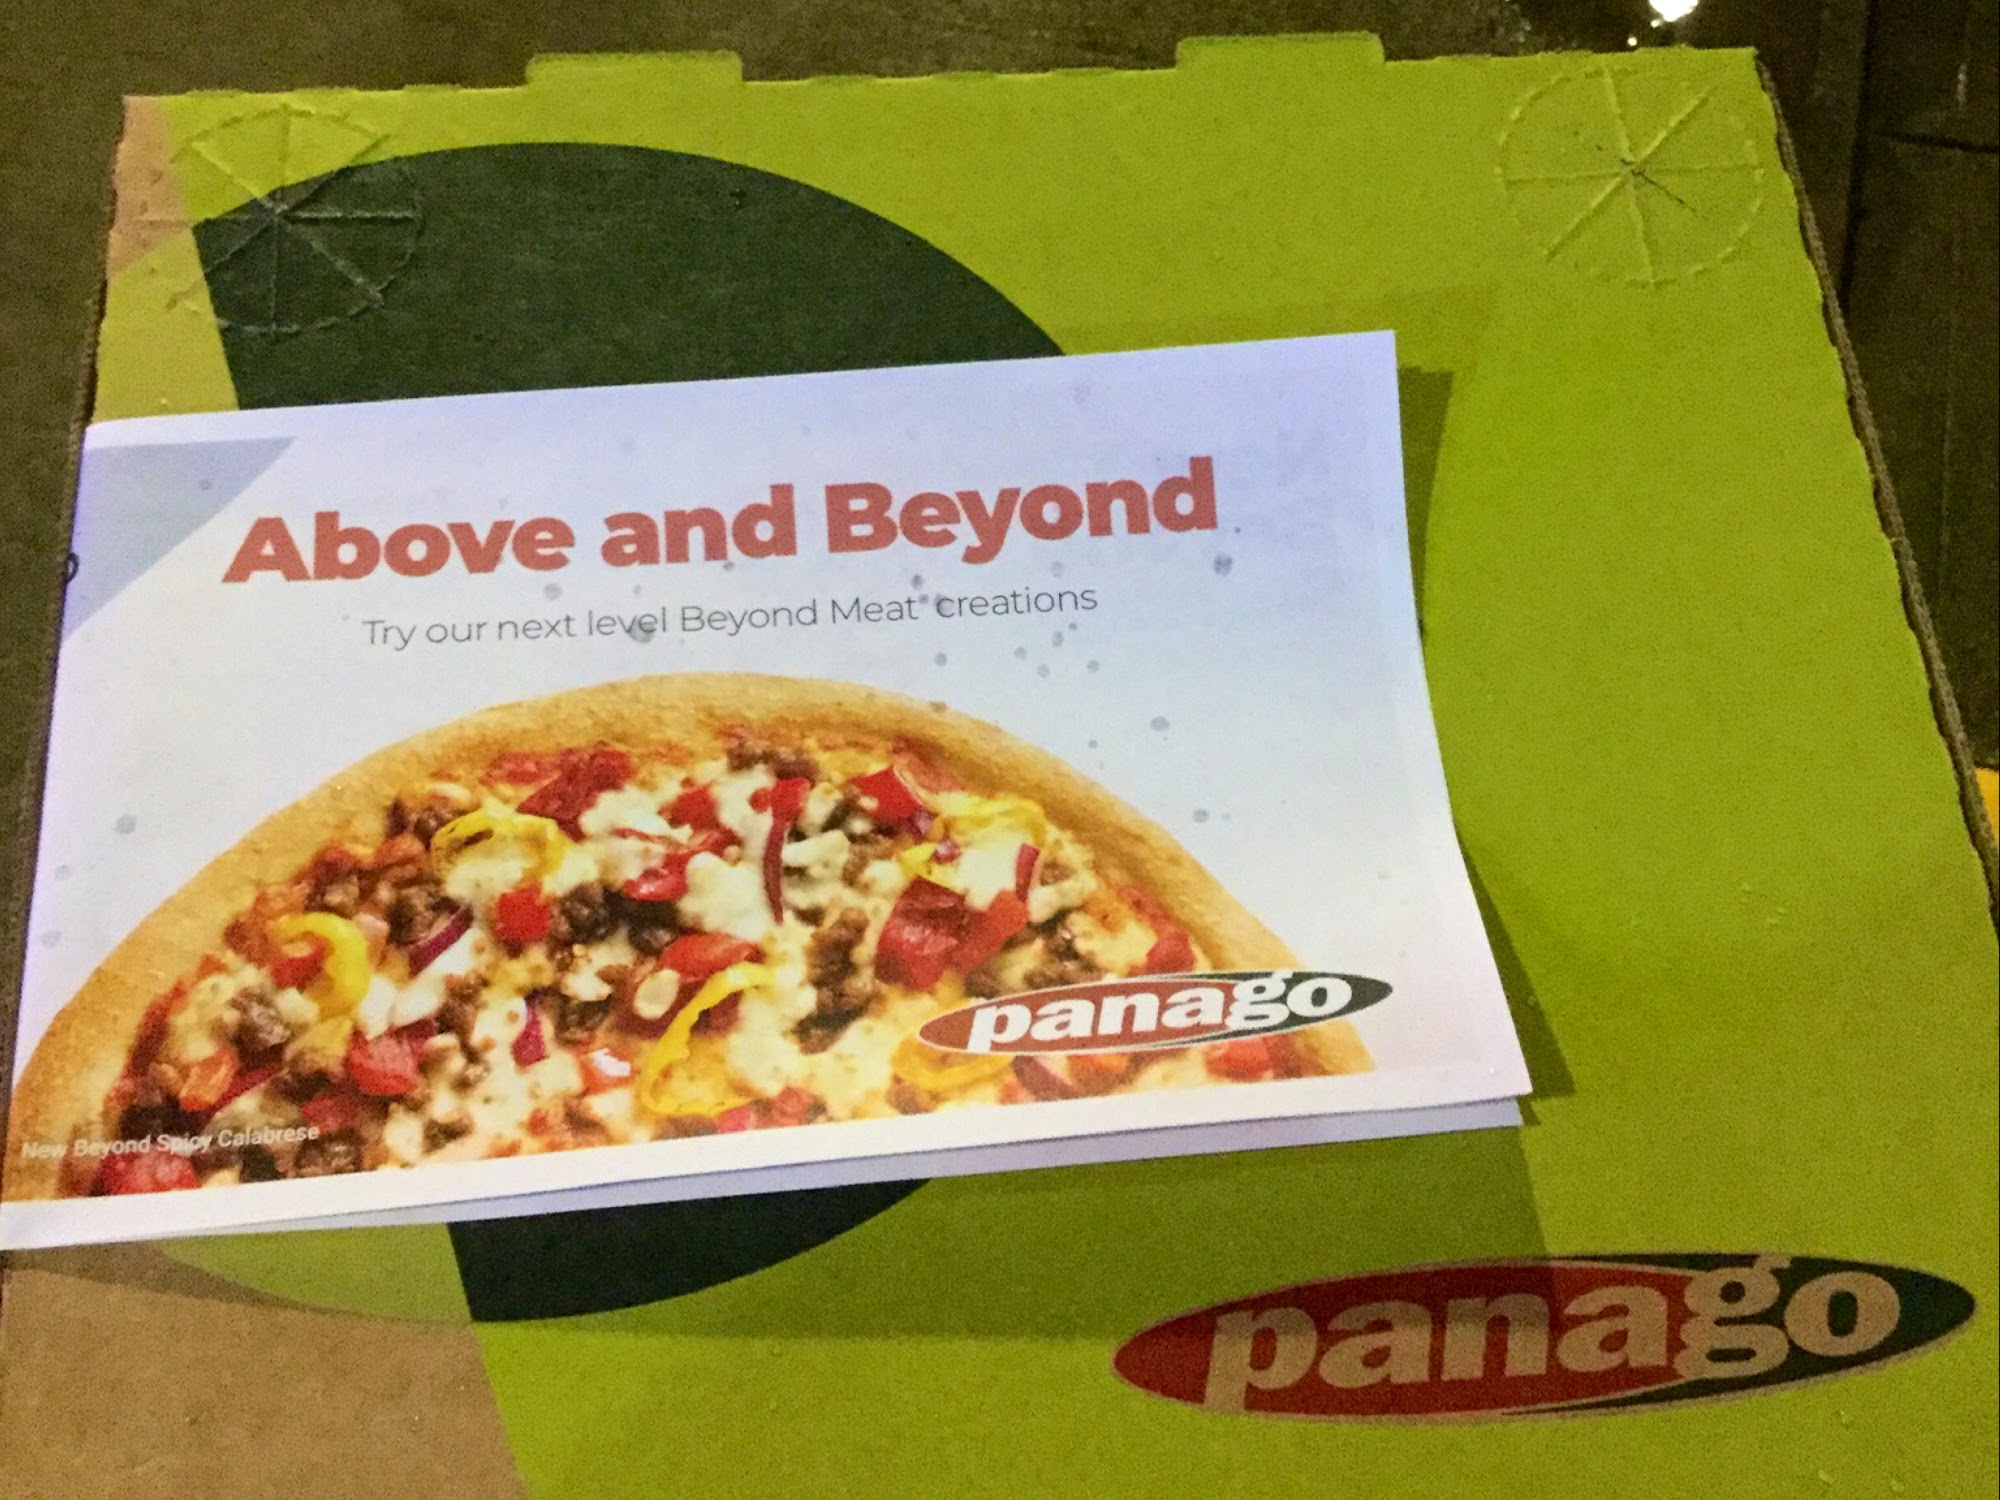 Above and Beyond
Try our next level Beyond Meat® creations
panago
New Beyond Spicy Calabrese
panago